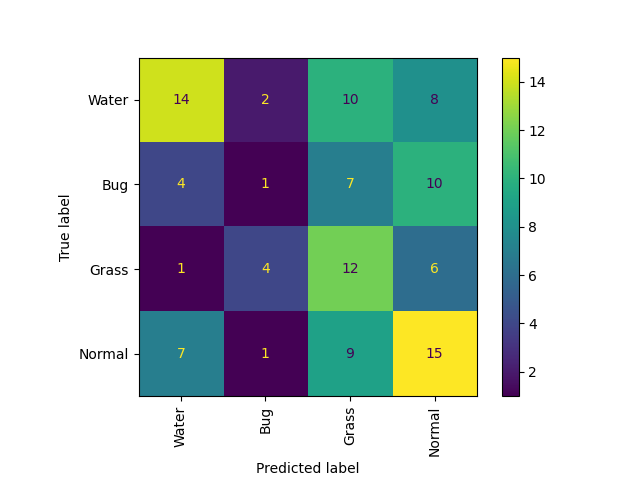 Water 14 2 10 8
Bug 4 1 7 10
Grass 1 4 12 6
Normal 7 1 9 15
Water Bug Grass Normal
True label
Predicted label
14
12
10
8
6
4
2